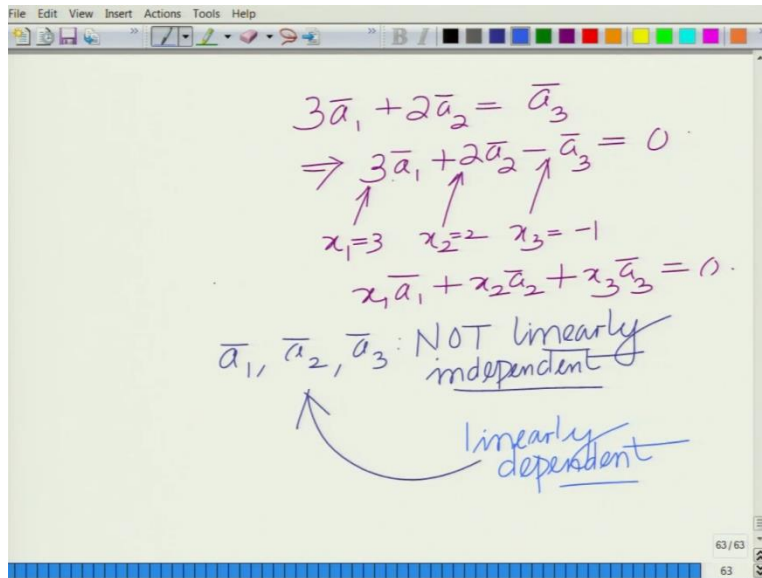 File Edit View Insert Actions Tools Help
B I
3ā₁ + 2ā₂ = ā₃
⇒ 3ā₁ + 2ā₂ - ā₃ = 0
x₁=3 x₂=2 x₃=-1
x₁ā₁ + x₂ā₂ + x₃ā₃ = 0.
ā₁, ā₂, ā₃ : NOT linearly
independent
linearly
dependent
63/63
63